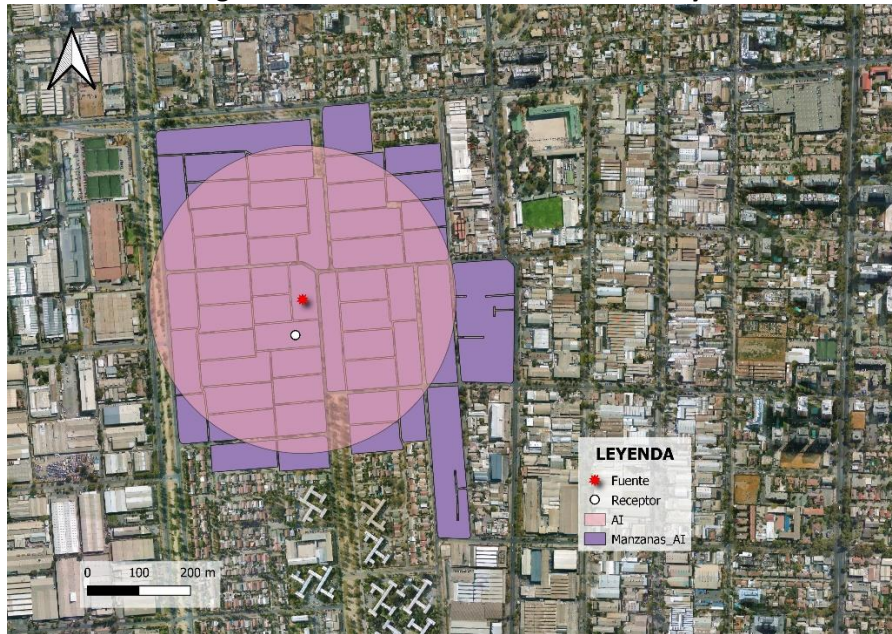 LEYENDA
Fuente
Receptor
AI
Manzanas_AI
0 100 200 m